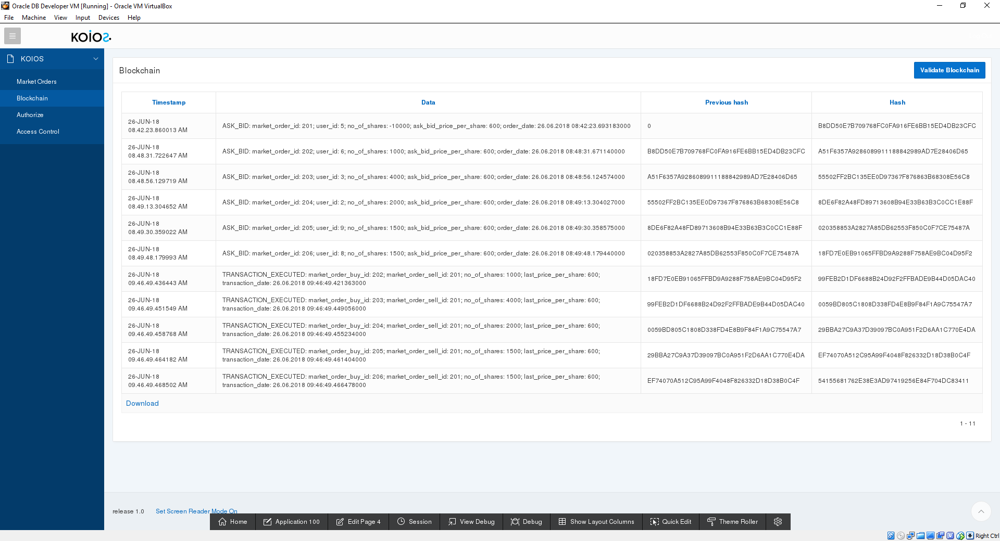 Oracle DB Developer VM [Running] - Oracle VM VirtualBox
File Machine View Input Devices Help
KOIOS.
KOIOS
Market Orders
Blockchain
Authorize
Access Control
Blockchain
Validate Blockchain
Timestamp Data Previous hash Hash
26-JUN-18
08.42.23.860013 AM
ASK_BID: market_order_id: 201; user_id: 5; no_of_shares: -10000; ask_bid_price_per_share: 600; order_date: 26.06.2018 08:42:23.693183000
0
B8DD50E7B709768FC0FA916FE6BB15ED4DB23CFC
26-JUN-18
08.48.31.722647 AM
ASK_BID: market_order_id: 202; user_id: 6; no_of_shares: 1000; ask_bid_price_per_share: 600; order_date: 26.06.2018 08:48:31.671140000
B8DD50E7B709768FC0FA916FE6BB15ED4DB23CFC
A51F6357A9286089911188842989AD7E28406D65
26-JUN-18
08.48.56.129719 AM
ASK_BID: market_order_id: 203; user_id: 3; no_of_shares: 4000; ask_bid_price_per_share: 600; order_date: 26.06.2018 08:48:56.124574000
A51F6357A9286089911188842989AD7E28406D65
55502FF2BC135EE0D97367F876863B68308E56C8
26-JUN-18
08.49.13.304652 AM
ASK_BID: market_order_id: 204; user_id: 2; no_of_shares: 2000; ask_bid_price_per_share: 600; order_date: 26.06.2018 08:49:13.304027000
55502FF2BC135EE0D97367F876863B68308E56C8
8DE6F82A48FD89713608B94E33B63B3C0CC1E88F
26-JUN-18
08.49.30.359022 AM
ASK_BID: market_order_id: 205; user_id: 9; no_of_shares: 1500; ask_bid_price_per_share: 600; order_date: 26.06.2018 08:49:30.358575000
8DE6F82A48FD89713608B94E33B63B3C0CC1E88F
020358853A2827A85DB62553F850C0F7CE75487A
26-JUN-18
08.49.48.179993 AM
ASK_BID: market_order_id: 206; user_id: 8; no_of_shares: 1500; ask_bid_price_per_share: 600; order_date: 26.06.2018 08:49:48.179440000
020358853A2827A85DB62553F850C0F7CE75487A
18FD7E0EB91065FFBD9A9288F758AE9BC04D95F2
26-JUN-18
09.46.49.436443 AM
TRANSACTION_EXECUTED: market_order_buy_id: 202; market_order_sell_id: 201; no_of_shares: 1000; last_price_per_share: 600;
transaction_date: 26.06.2018 09:46:49.421363000
18FD7E0EB91065FFBD9A9288F758AE9BC04D95F2
99FEB2D1DF6688B24D92F2FFBADE9B44D05DAC40
26-JUN-18
09.46.49.451549 AM
TRANSACTION_EXECUTED: market_order_buy_id: 203; market_order_sell_id: 201; no_of_shares: 4000; last_price_per_share: 600;
transaction_date: 26.06.2018 09:46:49.449056000
99FEB2D1DF6688B24D92F2FFBADE9B44D05DAC40
0059BD805C1808D338FD4E8B9F84F1A9C75547A7
26-JUN-18
09.46.49.458768 AM
TRANSACTION_EXECUTED: market_order_buy_id: 204; market_order_sell_id: 201; no_of_shares: 2000; last_price_per_share: 600;
transaction_date: 26.06.2018 09:46:49.455234000
0059BD805C1808D338FD4E8B9F84F1A9C75547A7
29BBA27C9A37D39097BC0A951F2D6AA1C770E4DA
26-JUN-18
09.46.49.464182 AM
TRANSACTION_EXECUTED: market_order_buy_id: 205; market_order_sell_id: 201; no_of_shares: 1500; last_price_per_share: 600;
transaction_date: 26.06.2018 09:46:49.461404000
29BBA27C9A37D39097BC0A951F2D6AA1C770E4DA
EF74070A512C95A99F4048F826332D18D38B0C4F
26-JUN-18
09.46.49.468502 AM
TRANSACTION_EXECUTED: market_order_buy_id: 206; market_order_sell_id: 201; no_of_shares: 1500; last_price_per_share: 600;
transaction_date: 26.06.2018 09:46:49.466478000
EF74070A512C95A99F4048F826332D18D38B0C4F
54155681762E38E3AD97419256E84F704DC83411
Download
1 - 11
release 1.0 Set Screen Reader Mode On
Home Application 100 Edit Page 4 Session View Debug Debug Show Layout Columns Quick Edit Theme Roller
Right Ctrl